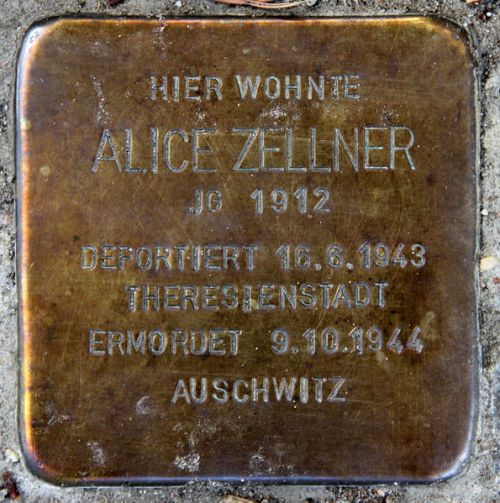 HIER WOHNTE
ALICE ZELLNER
JG 1912
DEPORTIERT 16.6.1943
THERESIENSTADT
ERMORDET 9.10.1944
AUSCHWITZ